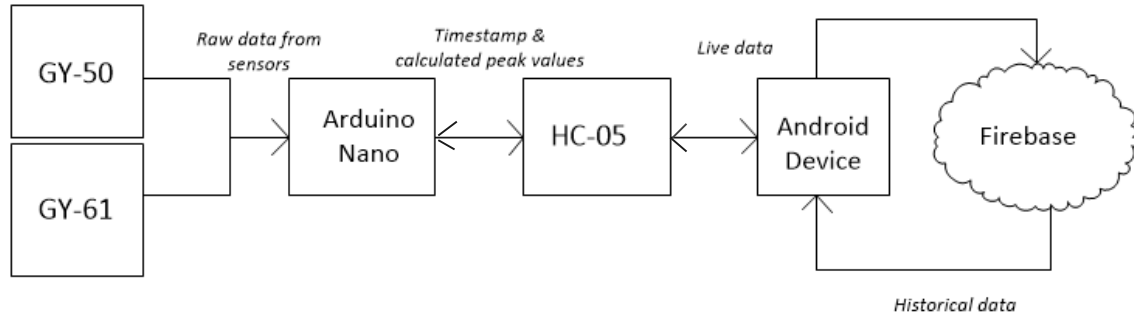 GY-50
GY-61
Raw data from
sensors
Arduino
Nano
Timestamp &
calculated peak values
HC-05
Live data
Android
Device
Firebase
Historical data